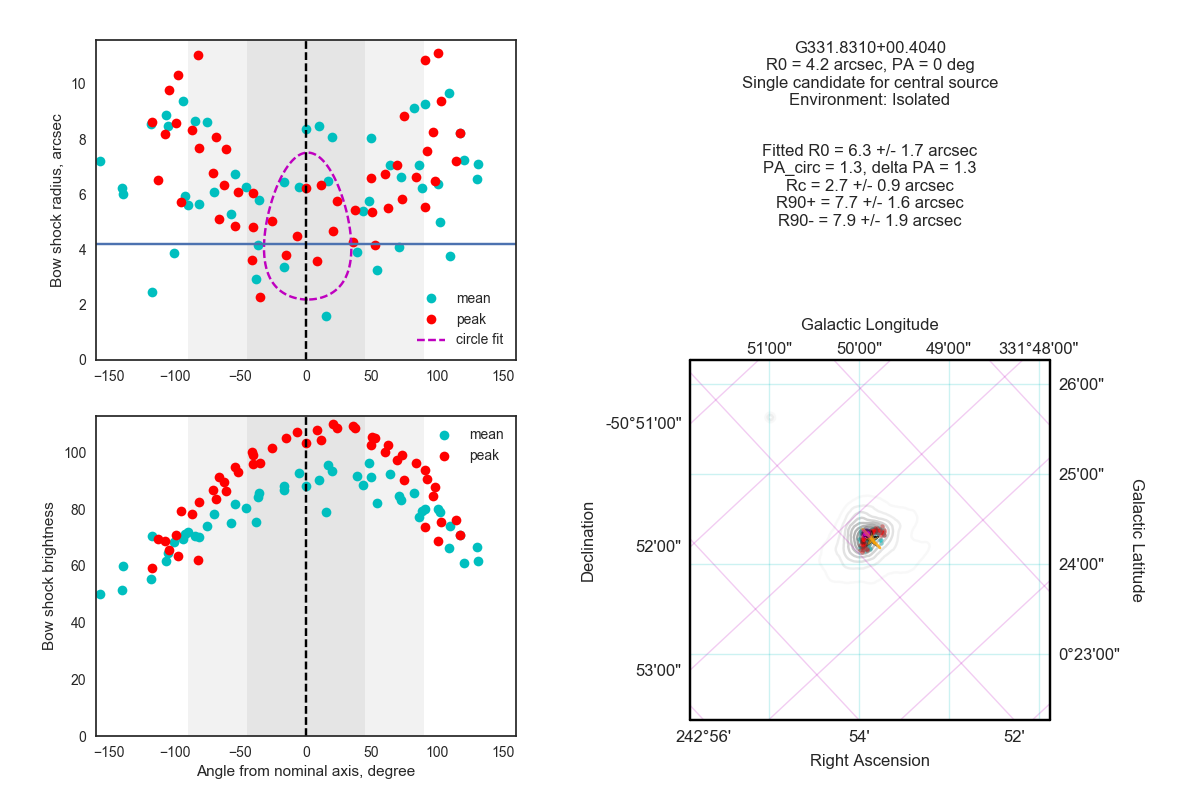 Bow shock radius, arcsec
10
8
6
4
2
0
mean
peak
circle fit
−150
−100
−50
0
50
100
150
Bow shock brightness
100
80
60
40
20
0
mean
peak
−150
−100
−50
0
50
100
150
Angle from nominal axis, degree
G331.8310+00.4040
R0 = 4.2 arcsec, PA = 0 deg
Single candidate for central source
Environment: Isolated
Fitted R0 = 6.3 +/- 1.7 arcsec
PA_circ = 1.3, delta PA = 1.3
Rc = 2.7 +/- 0.9 arcsec
R90+ = 7.7 +/- 1.6 arcsec
R90- = 7.9 +/- 1.9 arcsec
Galactic Longitude
51'00"
50'00"
49'00"
331°48'00"
-50°51'00"
52'00"
53'00"
Declination
26'00"
25'00"
24'00"
0°23'00"
Galactic Latitude
242°56'
54'
52'
Right Ascension